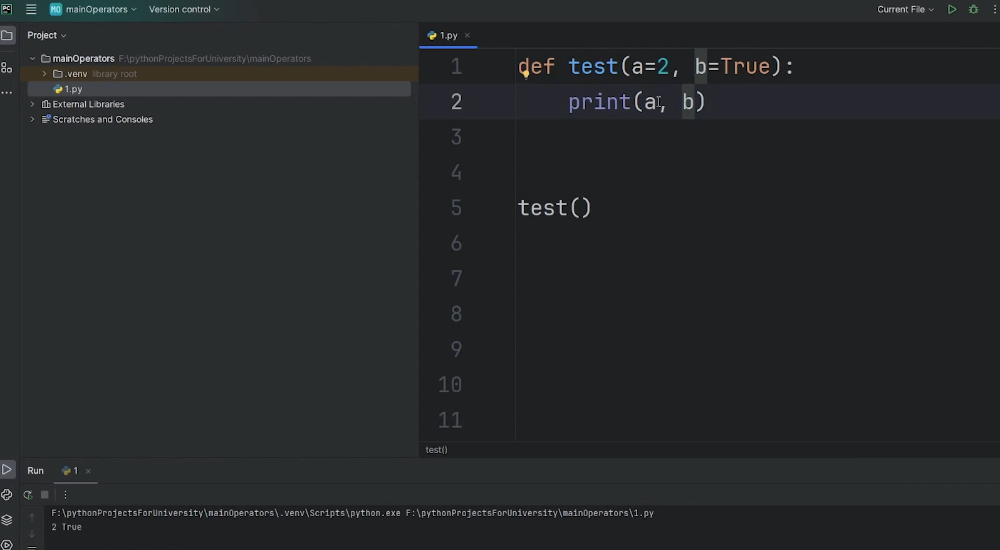 PC MO mainOperators Version control Current File
Project
mainOperators F:\pythonProjectsForUniversity\mainOperators
.venv library root
1.py
External Libraries
Scratches and Consoles
1.py
1 def test(a=2, b=True):
2 print(a, b)
3
4
5 test()
6
7
8
9
10
11
test()
Run 1
F:\pythonProjectsForUniversity\mainOperators\.venv\Scripts\python.exe F:\pythonProjectsForUniversity\mainOperators\1.py
2 True